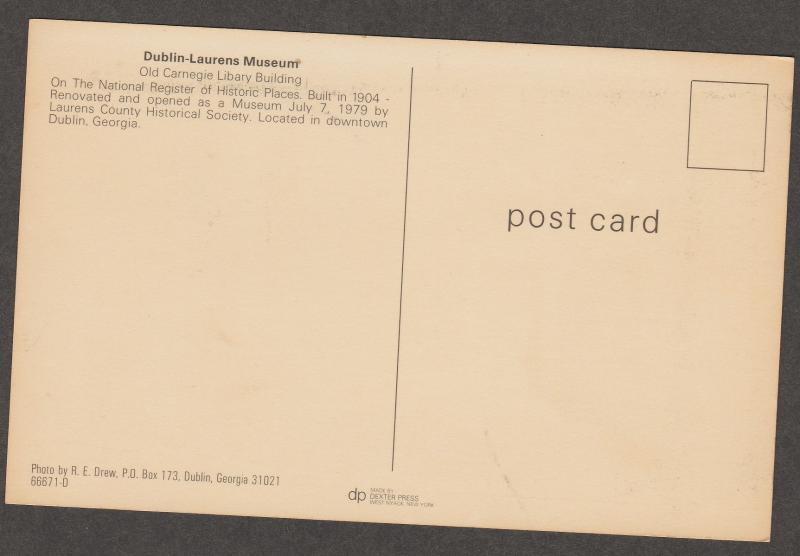 Dublin-Laurens Museum
Old Carnegie Libary Building
On The National Register of Historic Places. Built in 1904 -
Renovated and opened as a Museum July 7, 1979 by
Laurens County Historical Society. Located in downtown
Dublin, Georgia.
post card
Photo by R. E. Drew, P.O. Box 173, Dublin, Georgia 31021
66671-D
dp
MADE BY
DEXTER PRESS
WEST NYACK, NEW YORK